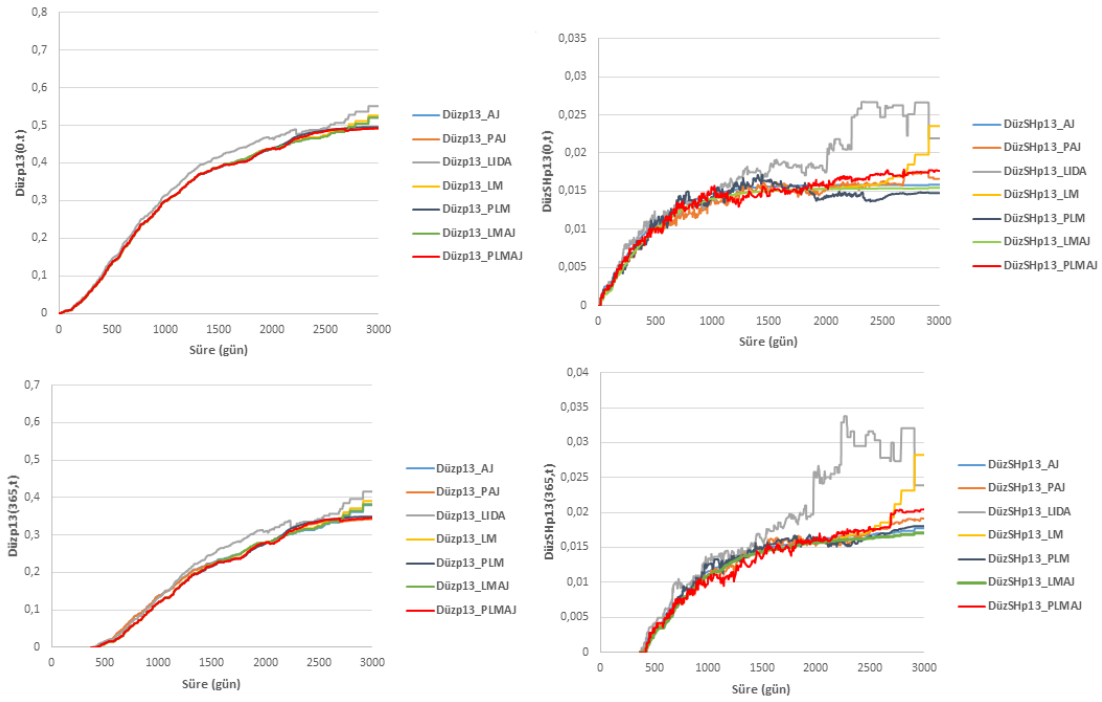 0,8
0,7
0,6
0,5
0,4
0,3
0,2
0,1
0
Düzp13(0.t)
0 500 1000 1500 2000 2500 3000
Süre (gün)
Düzp13_AJ
Düzp13_PAJ
Düzp13_LIDA
Düzp13_LM
Düzp13_PLM
Düzp13_LMAJ
Düzp13_PLMAJ
0,035
0,03
0,025
0,02
0,015
0,01
0,005
0
DüzSHp13(0,t)
0 500 1000 1500 2000 2500 3000
Süre (gün)
DüzSHp13_AJ
DüzSHp13_PAJ
DüzSHp13_LIDA
DüzSHp13_LM
DüzSHp13_PLM
DüzSHp13_LMAJ
DüzSHp13_PLMAJ
0,7
0,6
0,5
0,4
0,3
0,2
0,1
0
Düzp13(365,t)
0 500 1000 1500 2000 2500 3000
Süre (gün)
Düzp13_AJ
Düzp13_PAJ
Düzp13_LIDA
Düzp13_LM
Düzp13_PLM
Düzp13_LMAJ
Düzp13_PLMAJ
0,04
0,035
0,03
0,025
0,02
0,015
0,01
0,005
0
DüzSHp13(365,t)
0 500 1000 1500 2000 2500 3000
Süre (gün)
DüzSHp13_AJ
DüzSHp13_PAJ
DüzSHp13_LIDA
DüzSHp13_LM
DüzSHp13_PLM
DüzSHp13_LMAJ
DüzSHp13_PLMAJ